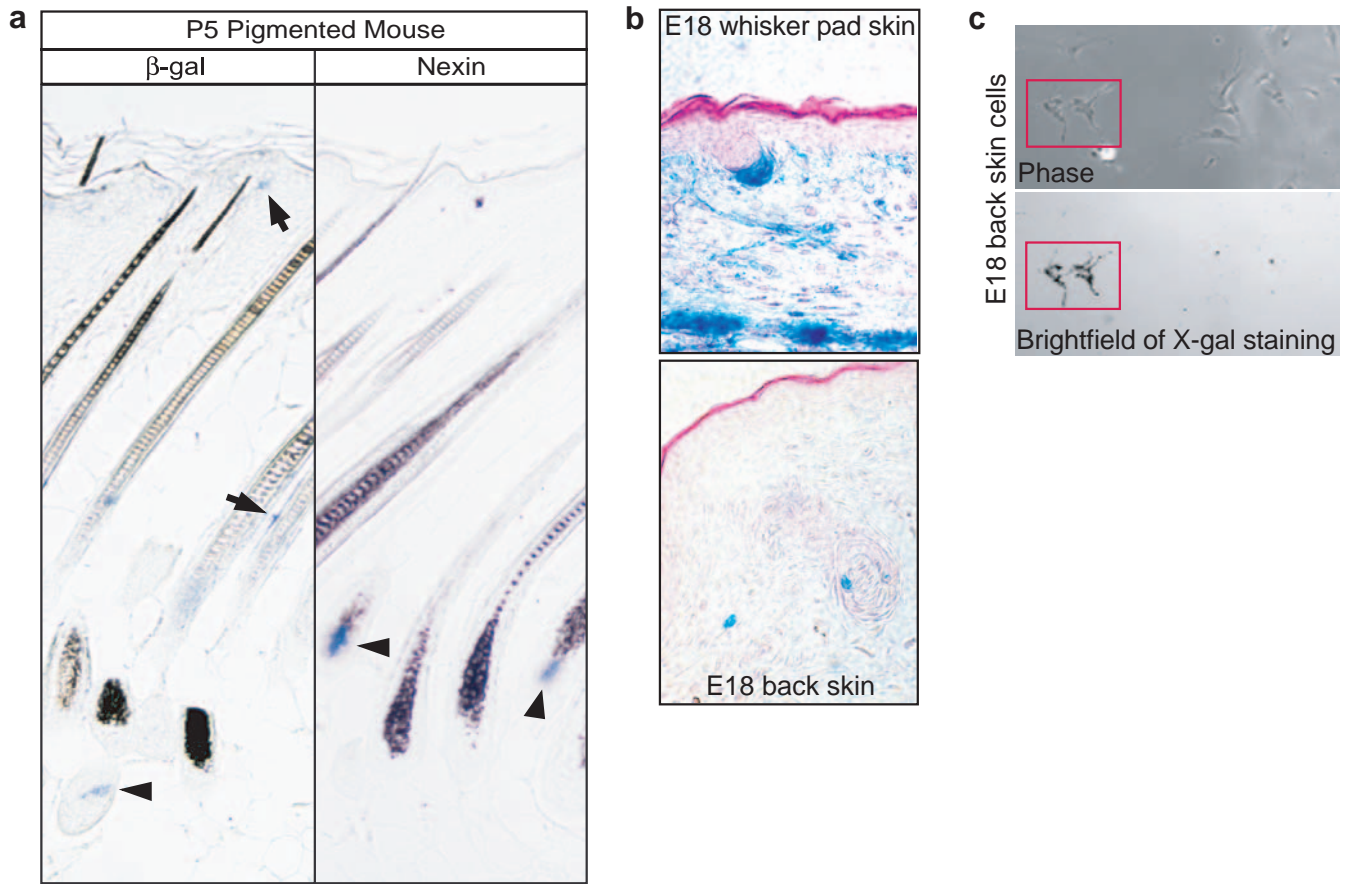 a
P5 Pigmented Mouse
β-gal
Nexin
b
E18 whisker pad skin
E18 back skin
c
E18 back skin cells
Phase
Brightfield of X-gal staining